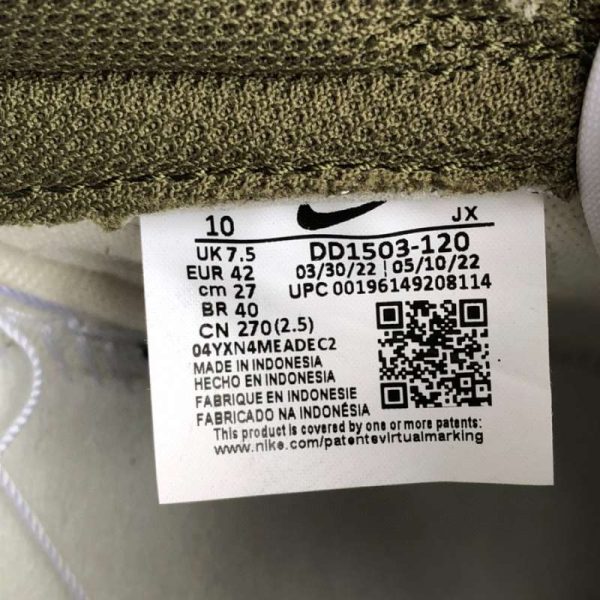 10 JX
UK 7.5 DD1503-120
EUR 42 03/30/22 | 05/10/22
cm 27 UPC 00196149208114
BR 40
CN 270 (2.5)
04YXN4MEADEC2
MADE IN INDONESIA
HECHO EN INDONESIA
FABRIQUE EN INDONESIE
FABRICADO NA INDONÉSIA
This product is covered by one or more patents
www.nike.com/patentsvirtualmarking